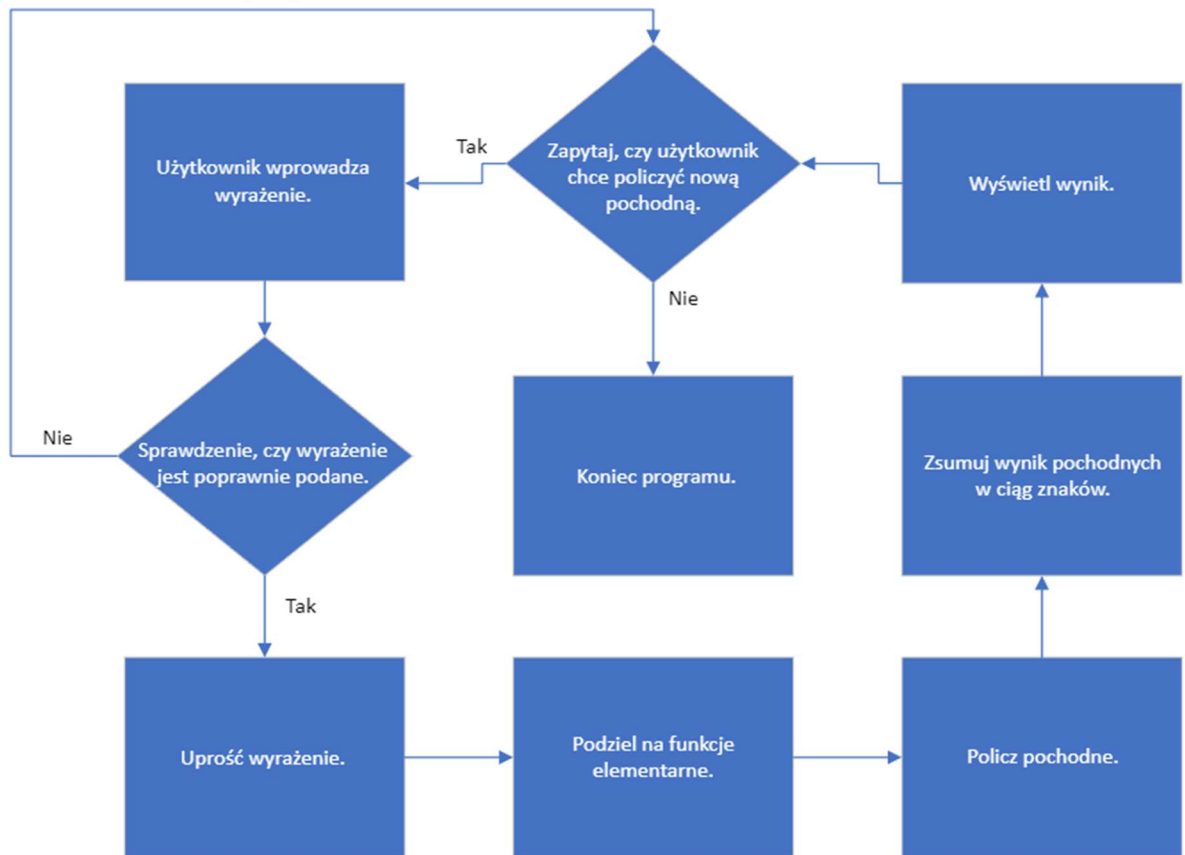 Użytkownik wprowadza
wyrażenie.
Tak
Zapytaj, czy użytkownik
chce policzyć nową
pochodną.
Wyświetl wynik.
Nie
Nie
Sprawdzenie, czy wyrażenie
jest poprawnie podane.
Koniec programu.
Zsumuj wynik pochodnych
w ciąg znaków.
Tak
Uprość wyrażenie.
Podziel na funkcje
elementarne.
Policz pochodne.